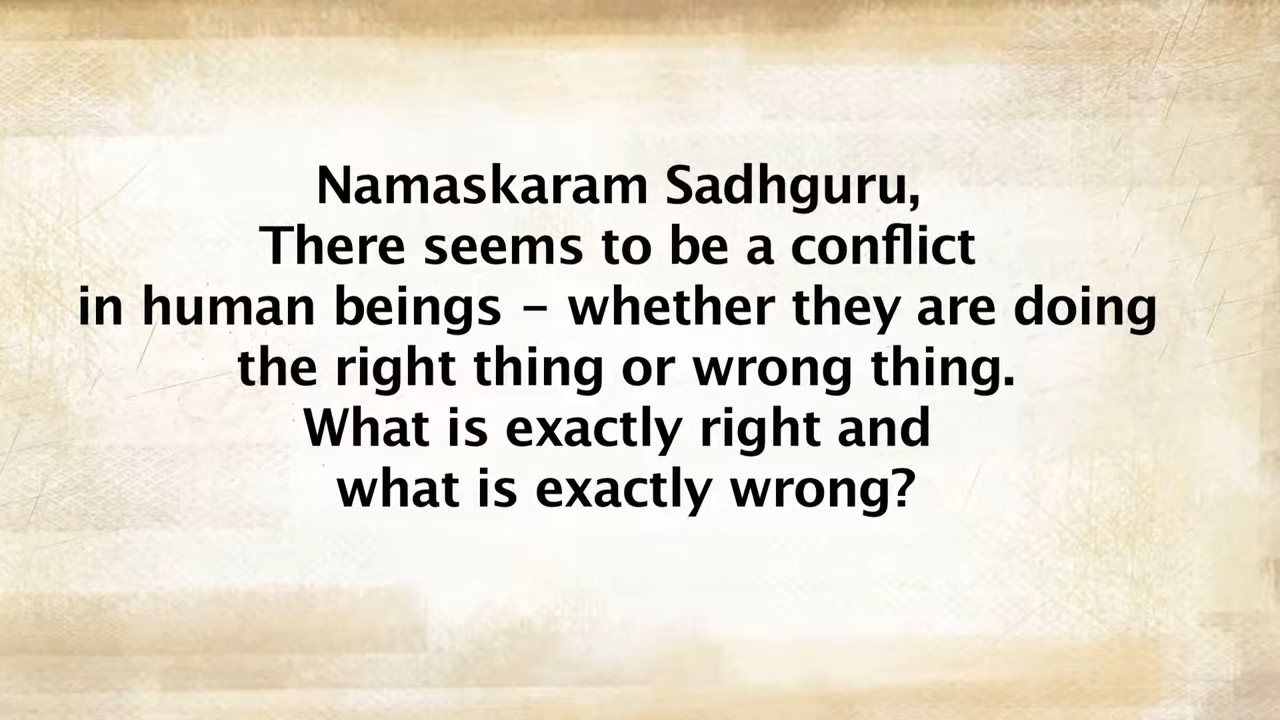 Namaskaram Sadhguru,
There seems to be a conflict
in human beings – whether they are doing
the right thing or wrong thing.
What is exactly right and
what is exactly wrong?